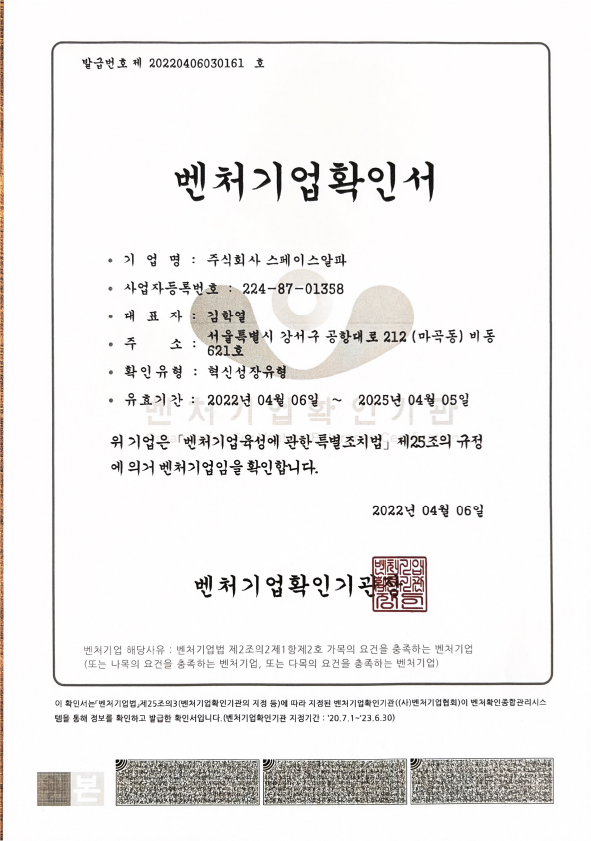 발급번호 제 20220406030161 호
벤처기업확인서
• 기 업 명 : 주식회사 스페이스알파
• 사업자등록번호 : 224-87-01358
• 대 표 자 : 김학열
• 주 소 : 서울특별시 강서구 공항대로 212 (마곡동) 비동
621호
• 확인유형 : 혁신성장유형
• 유효기간 : 2022년 04월 06일 ~ 2025년 04월 05일
벤처기업확인기관
위 기업은「벤처기업육성에 관한 특별조치법」제25조의 규정
에 의거 벤처기업임을 확인합니다.
2022년 04월 06일
벤처기업확인기관장
벤처기업 해당사유 : 벤처기업법 제2조의2제1항제2호 가목의 요건을 충족하는 벤처기업
(또는 나목의 요건을 충족하는 벤처기업, 또는 다목의 요건을 충족하는 벤처기업)
이 확인서는「벤처기업법」제25조의3(벤처기업확인기관의 지정 등)에 따라 지정된 벤처기업확인기관((사)벤처기업협회)이 벤처확인종합관리시스
템을 통해 정보를 확인하고 발급한 확인서입니다.(벤처기업확인기관 지정기간 : '20.7.1~'23.6.30)
본